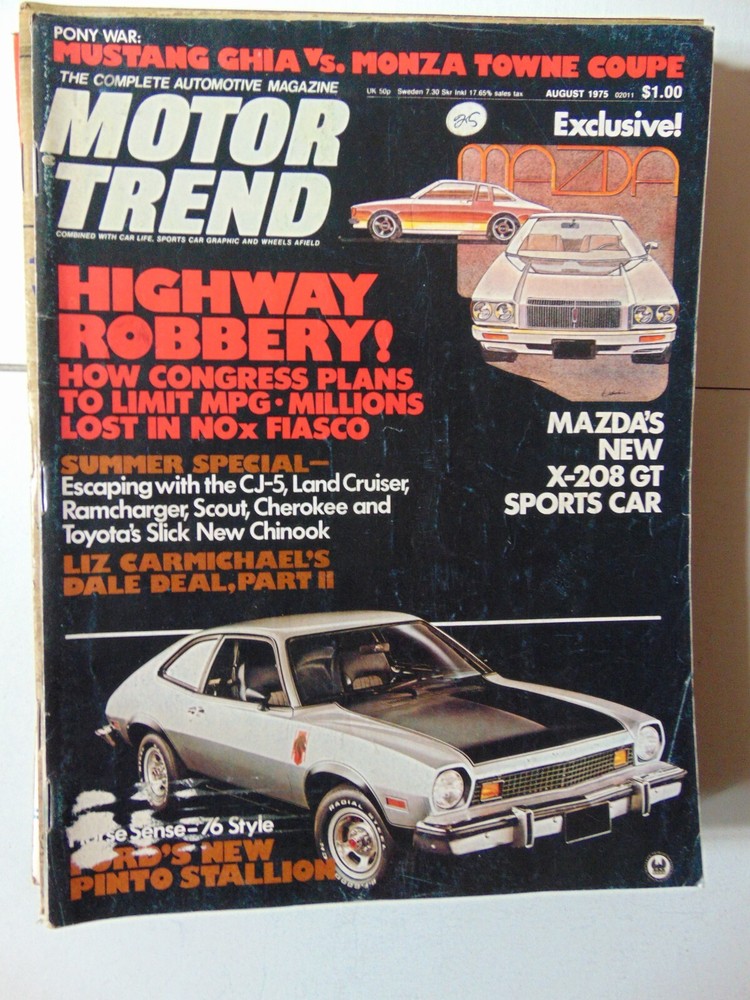 PONY WAR:
MUSTANG GHIA Vs. MONZA TOWNE COUPE
THE COMPLETE AUTOMOTIVE MAGAZINE
UK 50p Sweden 7.30 Skr Inkl 17.65% sales tax
AUGUST 1975 02011 $1.00
MOTOR
TREND
COMBINED WITH CAR LIFE, SPORTS CAR GRAPHIC AND WHEELS AFIELD
25
Exclusive!
MAZDA
HIGHWAY
ROBBERY!
HOW CONGRESS PLANS
TO LIMIT MPG • MILLIONS
LOST IN NOx FIASCO
MAZDA'S
NEW
X-208 GT
SPORTS CAR
SUMMER SPECIAL—
Escaping with the CJ-5, Land Cruiser,
Ramcharger, Scout, Cherokee and
Toyota's Slick New Chinook
LIZ CARMICHAEL'S
DALE DEAL, PART II
RADIAL STEEL
Horse Sense–'76 Style
FORD'S NEW
PINTO STALLION